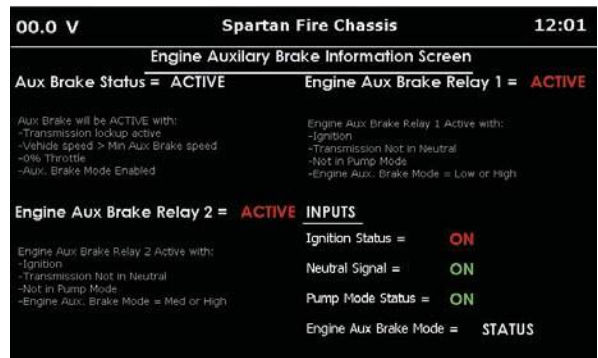 00.0 V Spartan Fire Chassis 12:01
Engine Auxilary Brake Information Screen
Aux Brake Status = ACTIVE
Aux Brake will be ACTIVE with:
-Transmission lockup active
-Vehicle speed > Min Aux Brake speed
-0% Throttle
-Aux. Brake Mode Enabled
Engine Aux Brake Relay 1 = ACTIVE
Engine Aux Brake Relay 1 Active with:
-Ignition
-Transmission Not in Neutral
-Not in Pump Mode
-Engine Aux. Brake Mode = Low or High
Engine Aux Brake Relay 2 = ACTIVE
Engine Aux Brake Relay 2 Active with:
-Ignition
-Transmission Not in Neutral
-Not in Pump Mode
-Engine Aux. Brake Mode = Med or High
INPUTS
Ignition Status = ON
Neutral Signal = ON
Pump Mode Status = ON
Engine Aux Brake Mode = STATUS